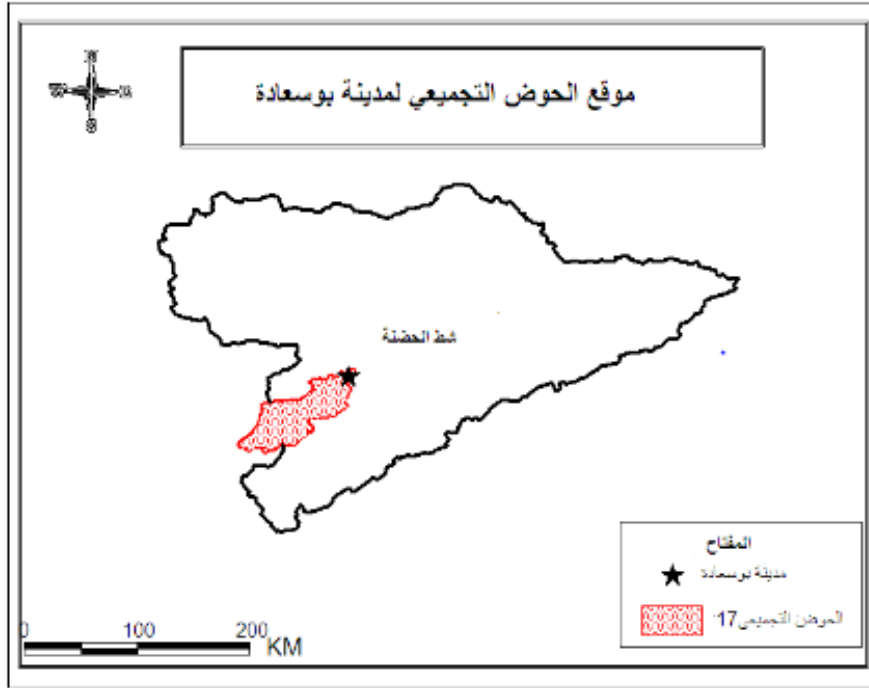 موقع الحوض التجميعي لمدينة بوسعادة
شط الحضنة
المفتاح
مدينة بوسعادة
الحوض التجميعي 17
0 100 200
KM